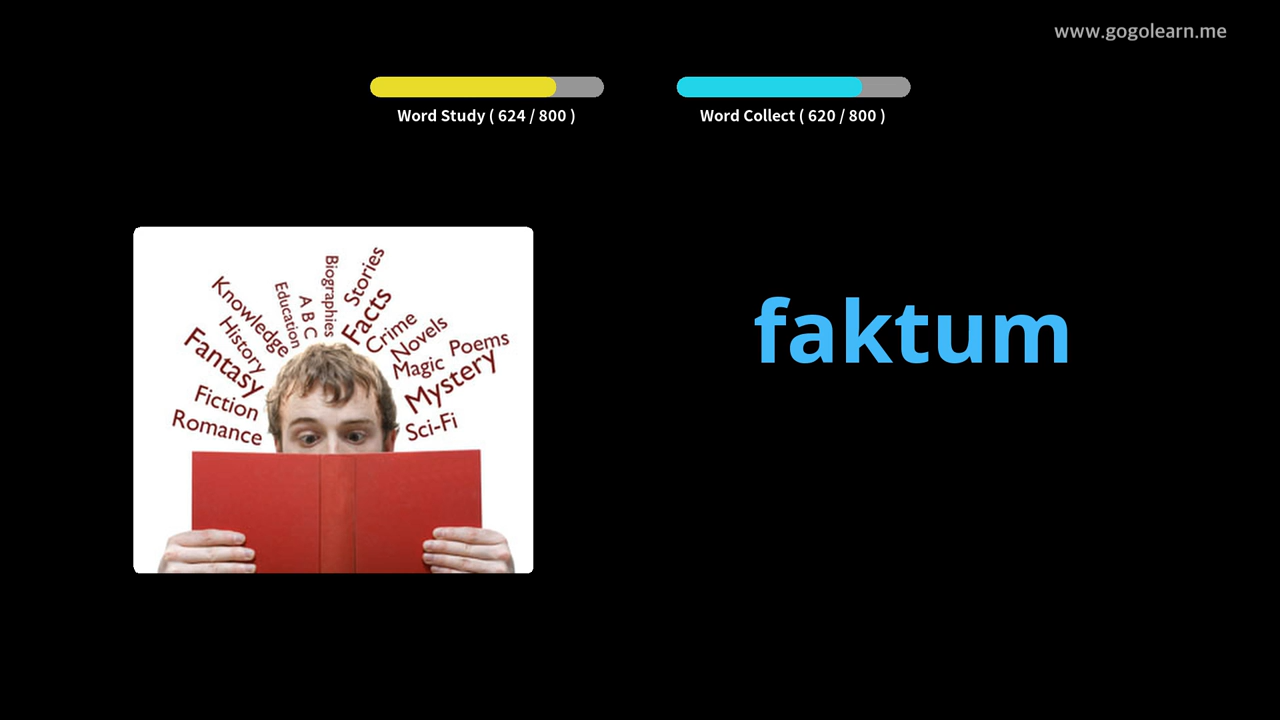 www.gogolearn.me
Word Study ( 624 / 800 )
Word Collect ( 620 / 800 )
faktum
Biographies
Stories
Education
A B C
Facts
Knowledge
Crime
History
Novels
Poems
Fantasy
Magic
Mystery
Fiction
Romance
Sci-Fi